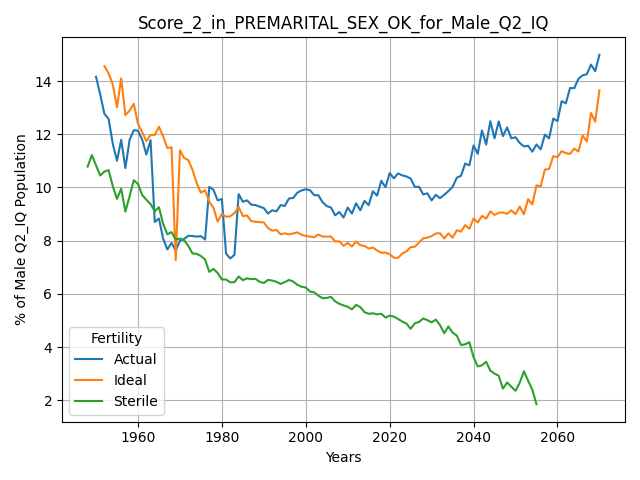 Score_2_in_PREMARITAL_SEX_OK_for_Male_Q2_IQ
% of Male Q2_IQ Population
14
12
10
8
6
4
2
Fertility
Actual
Ideal
Sterile
1960 1980 2000 2020 2040 2060
Years